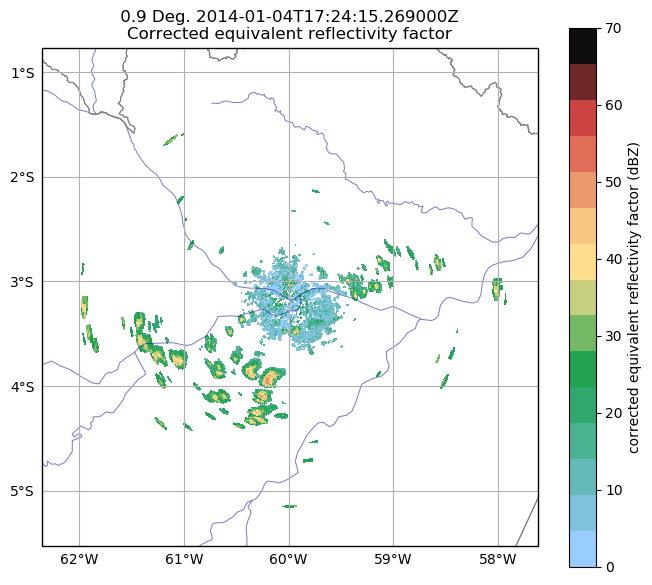 0.9 Deg. 2014-01-04T17:24:15.269000Z
Corrected equivalent reflectivity factor
1°S
2°S
3°S
4°S
5°S
62°W 61°W 60°W 59°W 58°W
70
60
50
40
30
20
10
0
corrected equivalent reflectivity factor (dBZ)